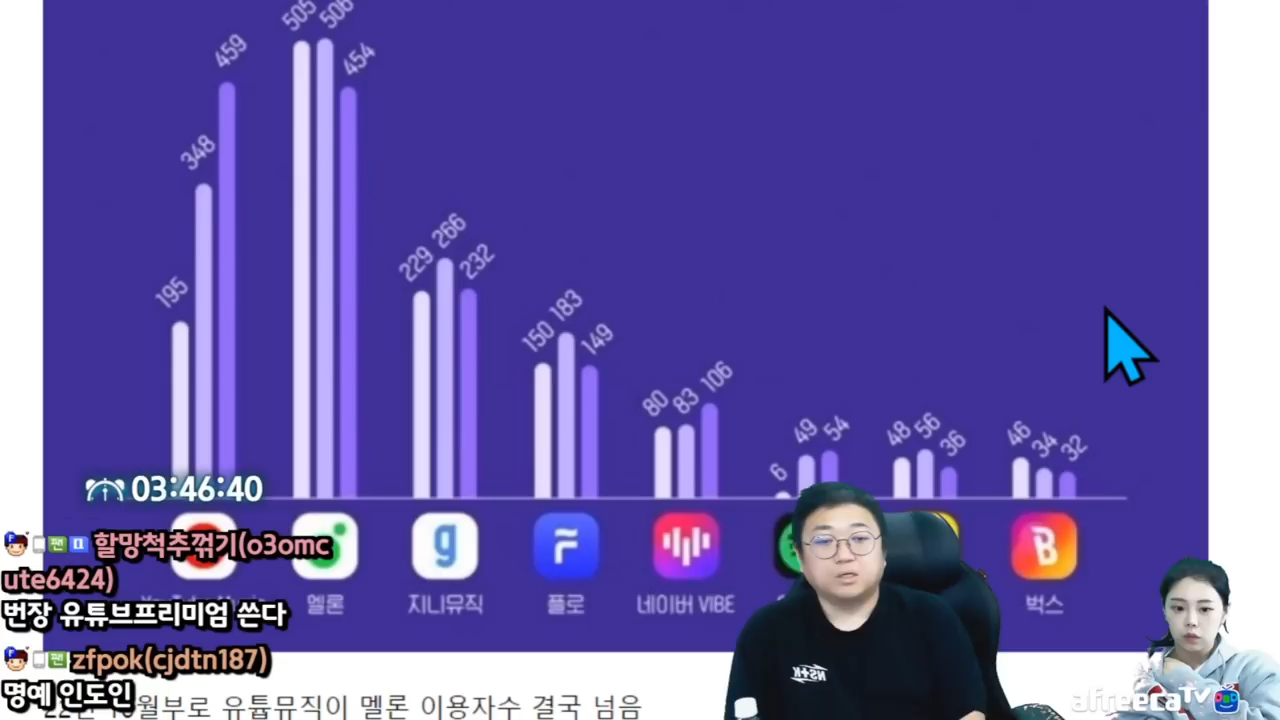 505 506
459 454
348
266
195 229 232
183
150 149
106
80 83
49 54 48 56 46
6 36 34 32
03:46:40
할망척추꺾기(o3omc
ute6424)
번장 유튜브프리미엄 쓴다
멜론 지니뮤직 플로 네이버 VIBE 벅스
zfpok(cjdtn187)
명예 인도인
월부로 유튭뮤직이 멜론 이용자수 결국 넘음
afreecaTV